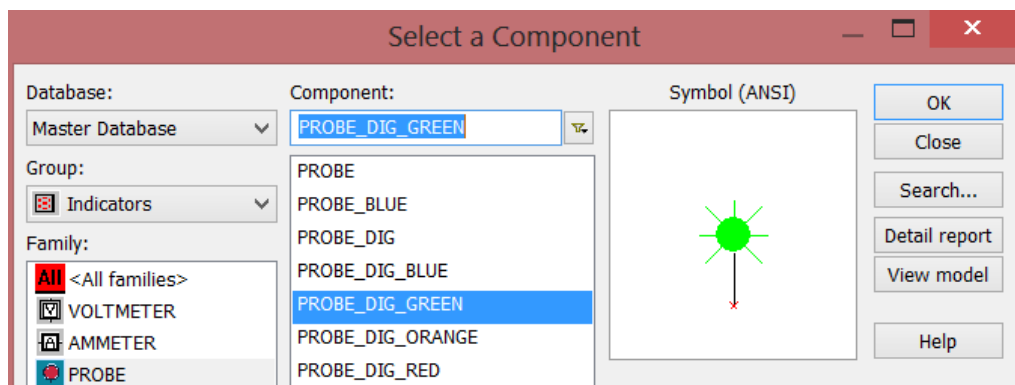 Select a Component
Database:
Master Database
Group:
Indicators
Family:
All <All families>
VOLTMETER
A AMMETER
PROBE
Component:
PROBE_DIG_GREEN
PROBE
PROBE_BLUE
PROBE_DIG
PROBE_DIG_BLUE
PROBE_DIG_GREEN
PROBE_DIG_ORANGE
PROBE_DIG_RED
Symbol (ANSI)
OK
Close
Search...
Detail report
View model
Help